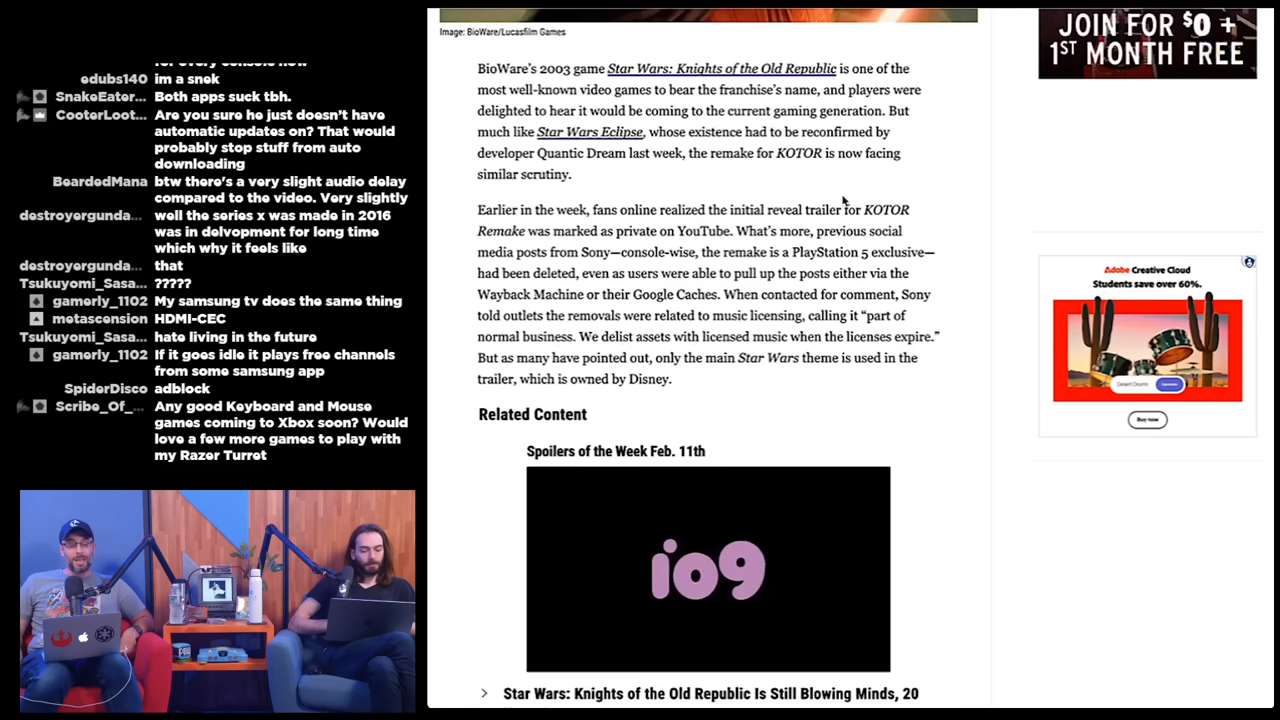 for every console now
edubs140 im a snek
SnakeEater... Both apps suck tbh.
CooterLoot... Are you sure he just doesn't have
automatic updates on? That would
probably stop stuff from auto
downloading
BeardedMana btw there's a very slight audio delay
compared to the video. Very slightly
destroyergunda... well the series x was made in 2016
was in delvopment for long time
which why it feels like
destroyergunda... that
Tsukuyomi_Sasa... ?????
gamerly_1102 My samsung tv does the same thing
metascension HDMI-CEC
Tsukuyomi_Sasa... hate living in the future
gamerly_1102 If it goes idle it plays free channels
from some samsung app
SpiderDisco adblock
Scribe_Of_... Any good Keyboard and Mouse
games coming to Xbox soon? Would
love a few more games to play with
my Razer Turret
Image: BioWare/Lucasfilm Games
BioWare's 2003 game Star Wars: Knights of the Old Republic is one of the
most well-known video games to bear the franchise's name, and players were
delighted to hear it would be coming to the current gaming generation. But
much like Star Wars Eclipse, whose existence had to be reconfirmed by
developer Quantic Dream last week, the remake for KOTOR is now facing
similar scrutiny.
Earlier in the week, fans online realized the initial reveal trailer for KOTOR
Remake was marked as private on YouTube. What's more, previous social
media posts from Sony—console-wise, the remake is a PlayStation 5 exclusive—
had been deleted, even as users were able to pull up the posts either via the
Wayback Machine or their Google Caches. When contacted for comment, Sony
told outlets the removals were related to music licensing, calling it “part of
normal business. We delist assets with licensed music when the licenses expire.”
But as many have pointed out, only the main Star Wars theme is used in the
trailer, which is owned by Disney.
Related Content
Spoilers of the Week Feb. 11th
io9
Star Wars: Knights of the Old Republic Is Still Blowing Minds, 20
JOIN FOR $0 +
1ST MONTH FREE
Adobe Creative Cloud
Students save over 60%.
Desert Drums
Buy now